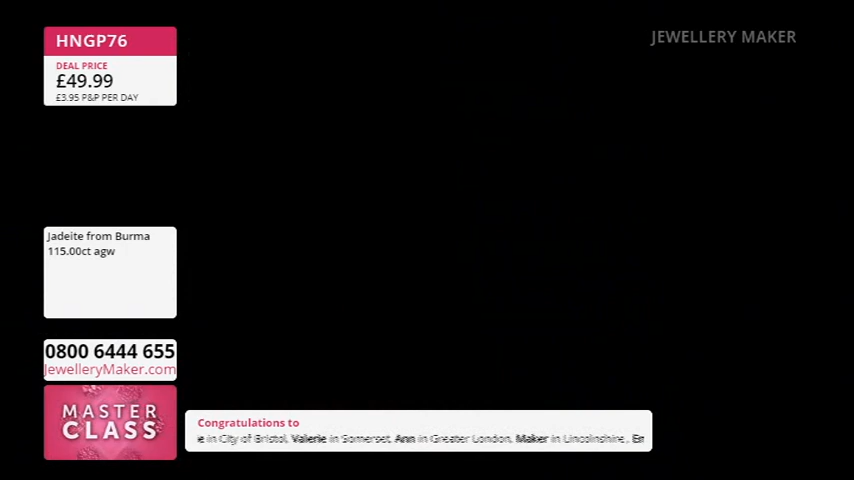 HNGP76
DEAL PRICE
£49.99
£3.95 P&P PER DAY
JEWELLERY MAKER
Jadeite from Burma
115.00ct agw
0800 6444 655
JewelleryMaker.com
MASTER
CLASS
Congratulations to
e in City of Bristol, Valerie in Somerset, Ann in Greater London, Maker in Lincolnshire, Em